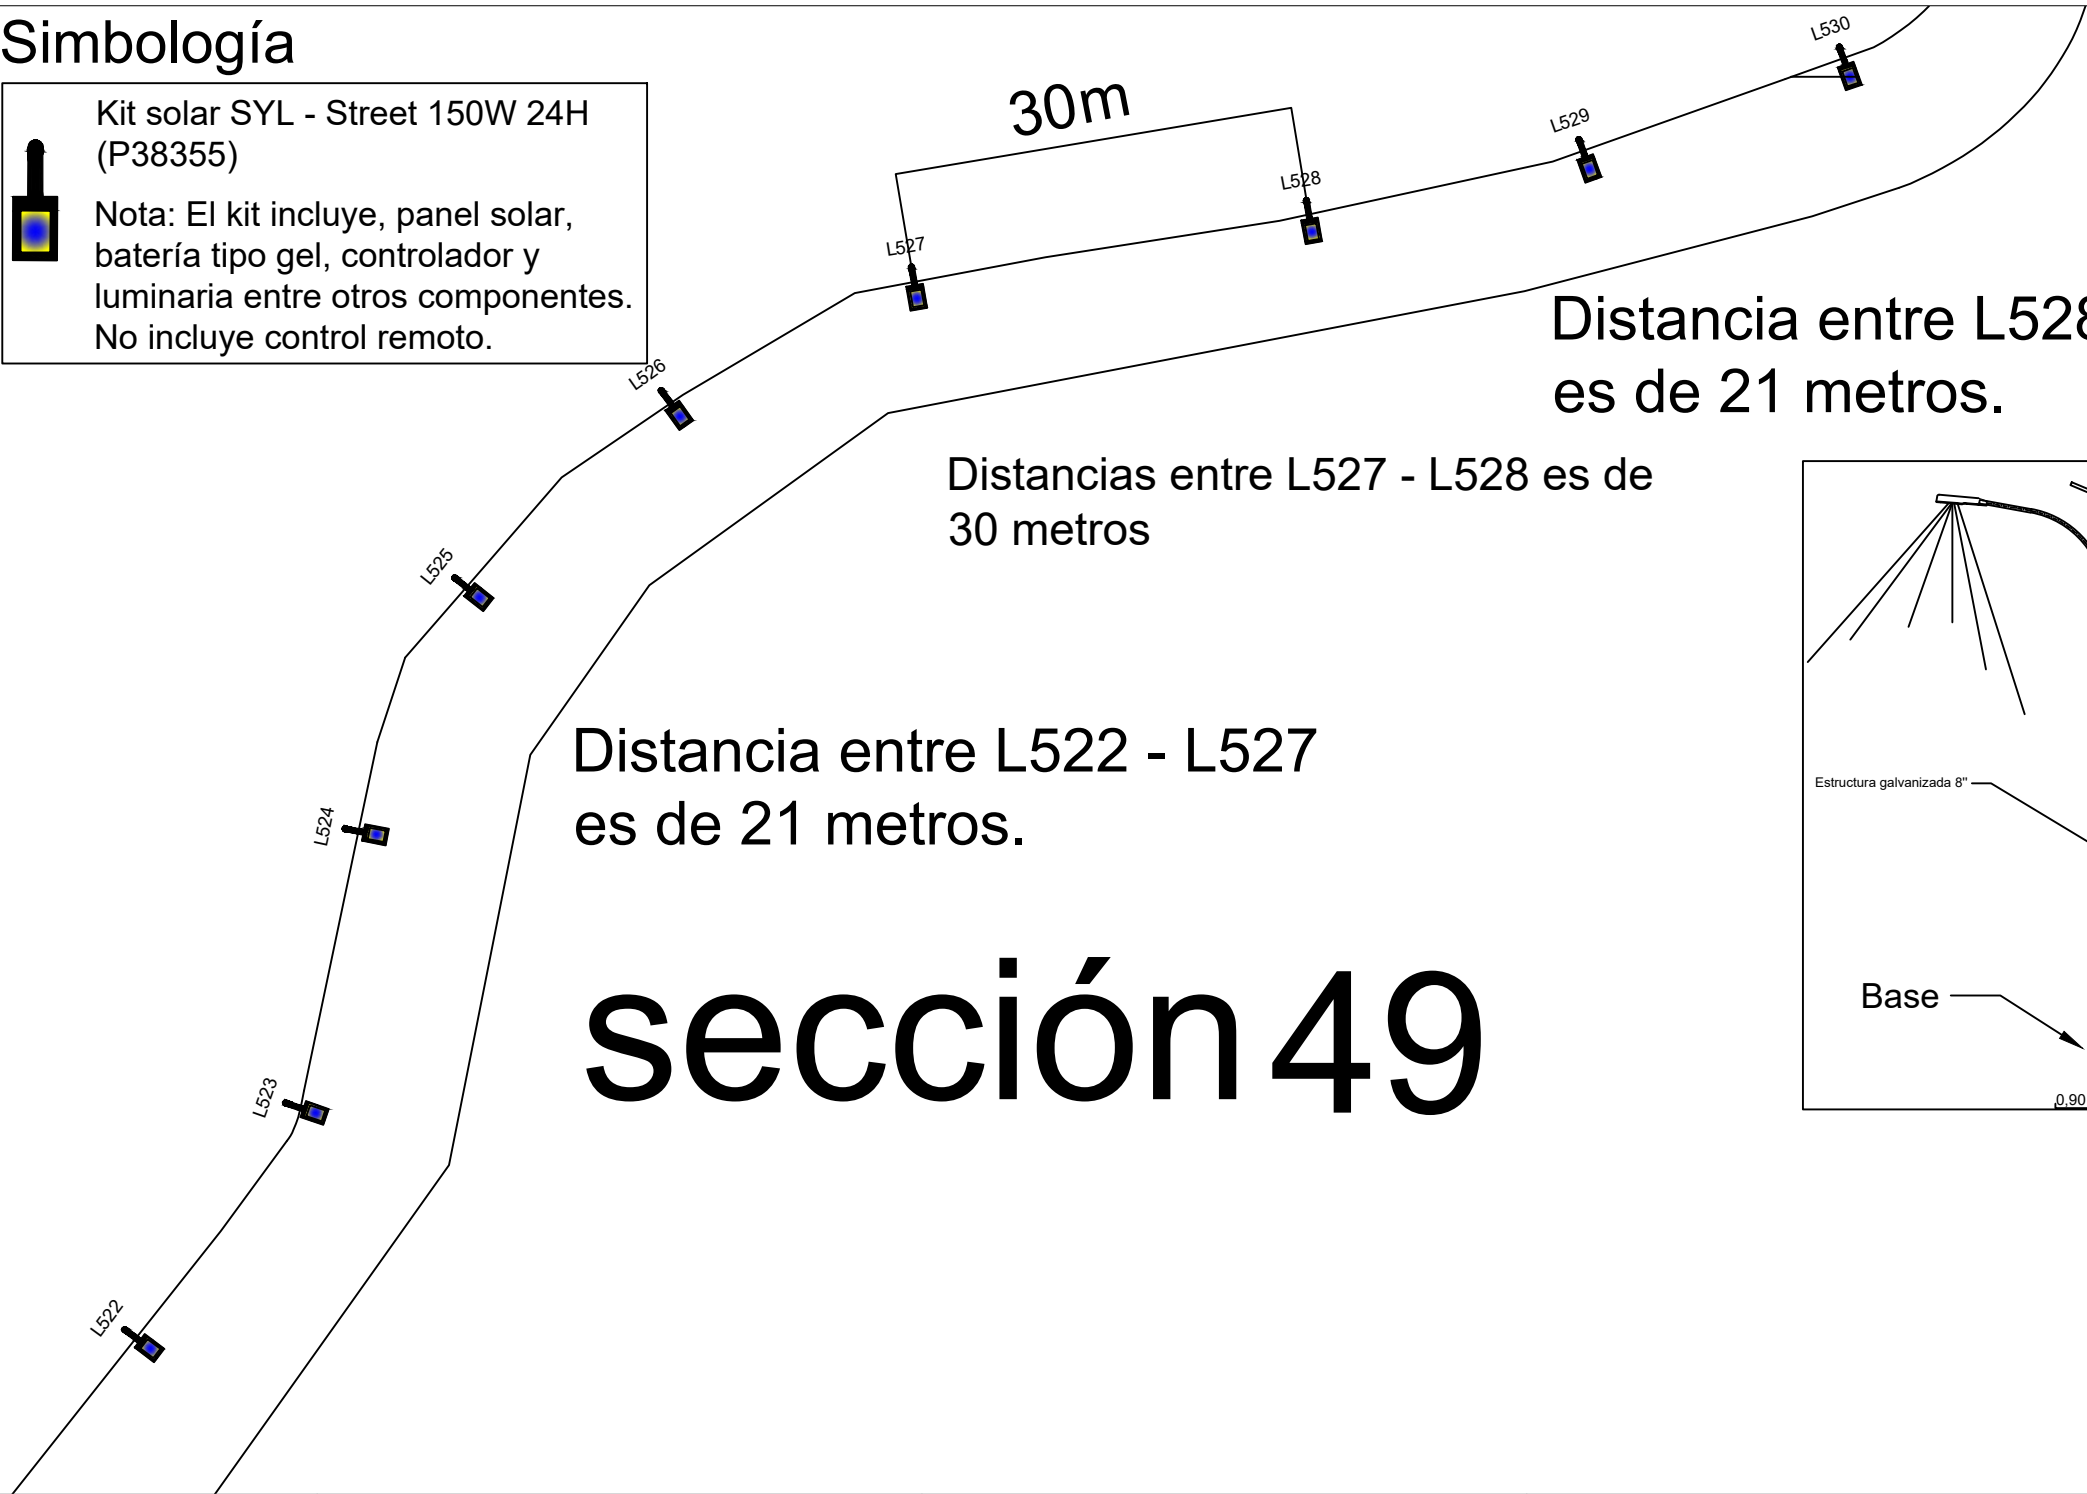 Simbología
Kit solar SYL - Street 150W 24H
(P38355)
Nota: El kit incluye, panel solar,
batería tipo gel, controlador y
luminaria entre otros componentes.
No incluye control remoto.
30m
L530
L529
L528
L527
L526
L525
L524
L523
L522
Distancia entre L528
es de 21 metros.
Distancias entre L527 - L528 es de
30 metros
Distancia entre L522 - L527
es de 21 metros.
sección 49
Estructura galvanizada 8"
Base
0,90